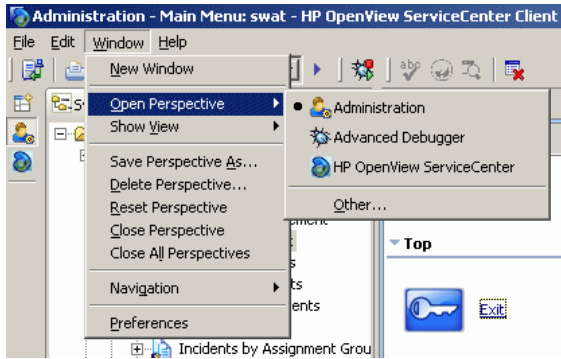 Administration - Main Menu: swat - HP OpenView ServiceCenter Client
File Edit Window Help
New Window
Open Perspective
Show View
Save Perspective As...
Delete Perspective...
Reset Perspective
Close Perspective
Close All Perspectives
Navigation
Preferences
Administration
Advanced Debugger
HP OpenView ServiceCenter
Other...
abc
Top
Exit
Incidents by Assignment Grou